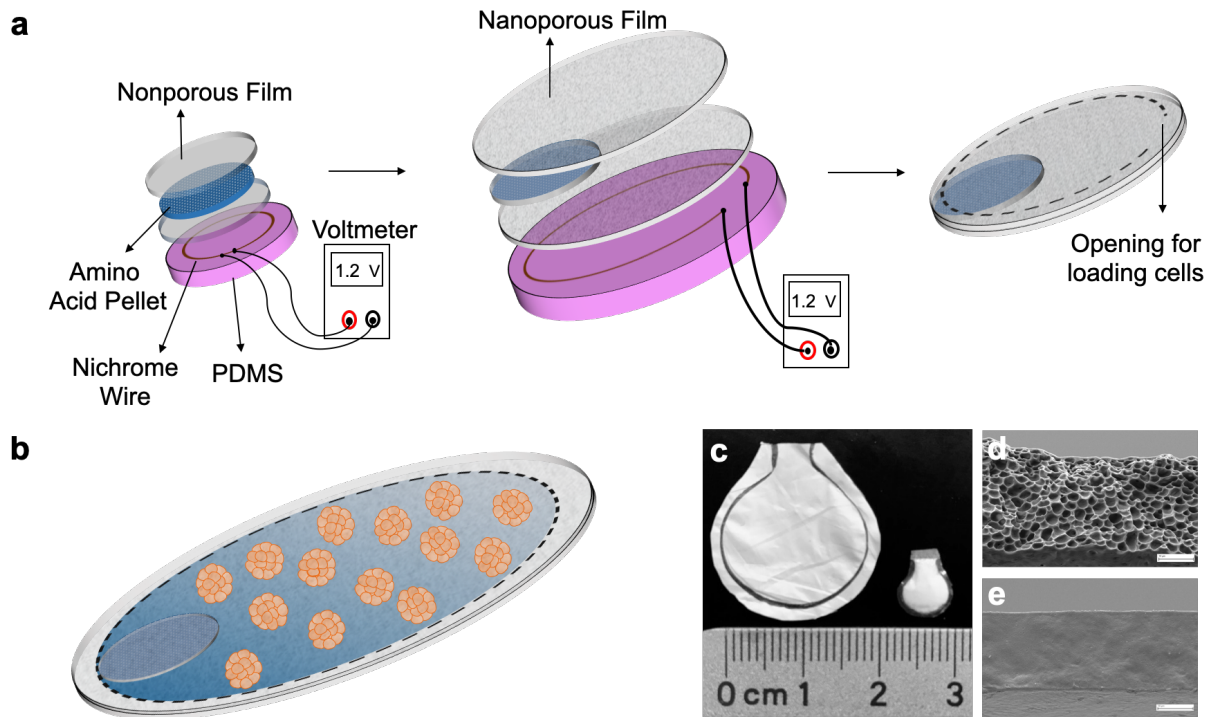 a
Nonporous Film
Amino
Acid Pellet
Nichrome
Wire
PDMS
Voltmeter
1.2 V
Nanoporous Film
1.2 V
Opening for
loading cells
b
c
0 cm 1 2 3
d
e